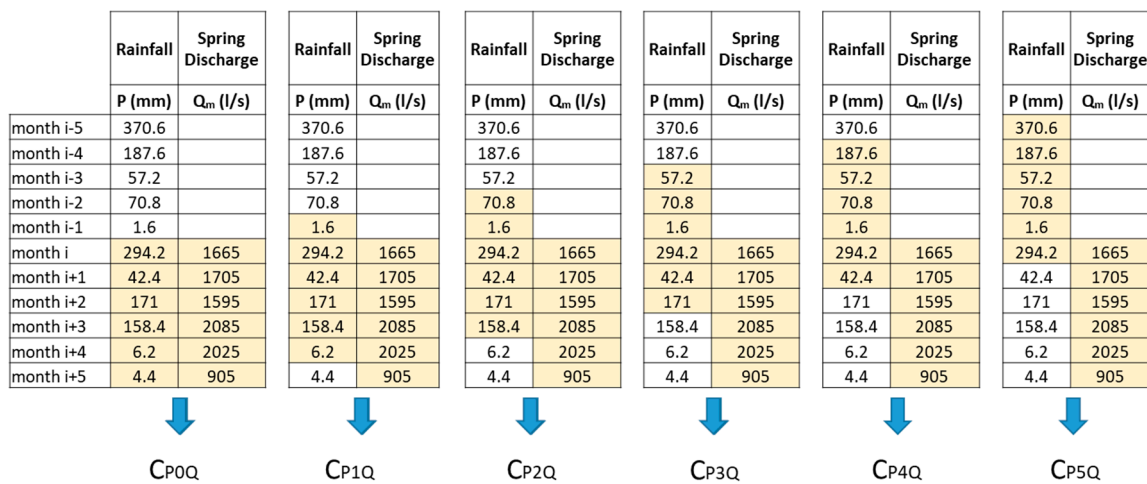 Rainfall Spring Discharge Rainfall Spring Discharge Rainfall Spring Discharge Rainfall Spring Discharge Rainfall Spring Discharge Rainfall Spring Discharge
P (mm) Qₘ (l/s) P (mm) Qₘ (l/s) P (mm) Qₘ (l/s) P (mm) Qₘ (l/s) P (mm) Qₘ (l/s) P (mm) Qₘ (l/s)
month i-5 370.6 370.6 370.6 370.6 370.6 370.6
month i-4 187.6 187.6 187.6 187.6 187.6 187.6
month i-3 57.2 57.2 57.2 57.2 57.2 57.2
month i-2 70.8 70.8 70.8 70.8 70.8 70.8
month i-1 1.6 1.6 1.6 1.6 1.6 1.6
month i 294.2 1665 294.2 1665 294.2 1665 294.2 1665 294.2 1665 294.2 1665
month i+1 42.4 1705 42.4 1705 42.4 1705 42.4 1705 42.4 1705 42.4 1705
month i+2 171 1595 171 1595 171 1595 171 1595 171 1595 171 1595
month i+3 158.4 2085 158.4 2085 158.4 2085 158.4 2085 158.4 2085 158.4 2085
month i+4 6.2 2025 6.2 2025 6.2 2025 6.2 2025 6.2 2025 6.2 2025
month i+5 4.4 905 4.4 905 4.4 905 4.4 905 4.4 905 4.4 905
CP0Q CP1Q CP2Q CP3Q CP4Q CP5Q